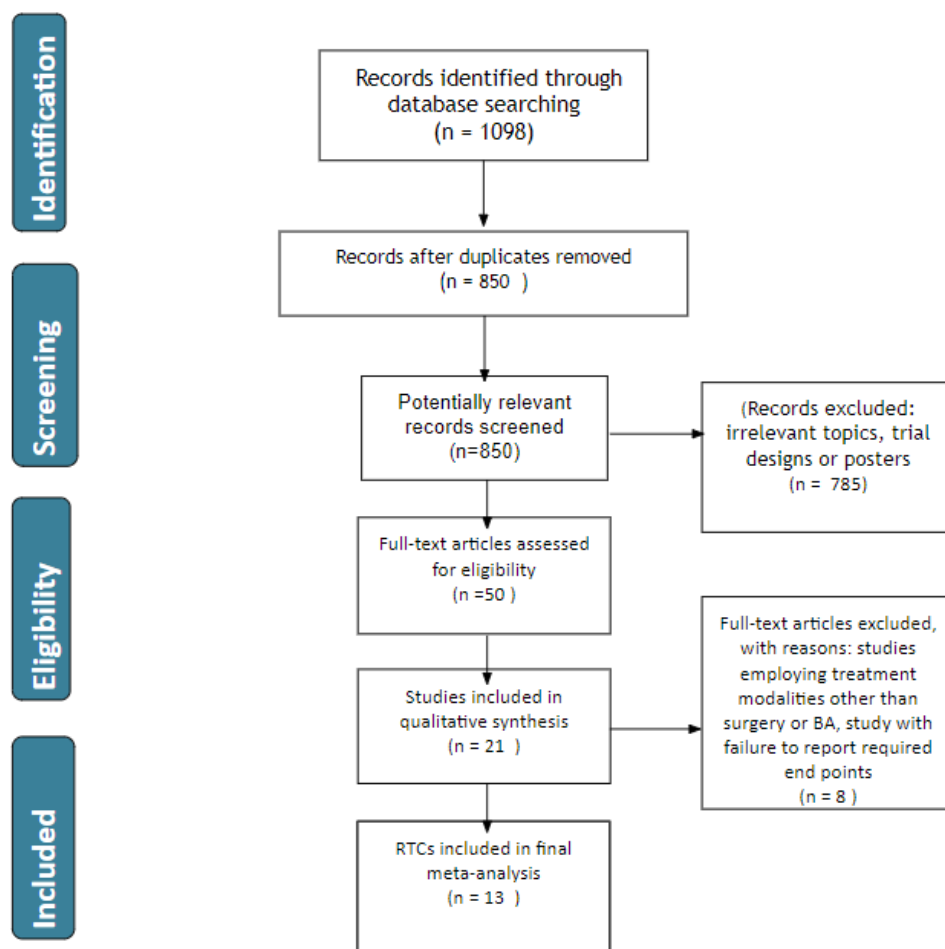 Identification
Records identified through
database searching
(n = 1098)
Records after duplicates removed
(n = 850 )
Screening
Potentially relevant
records screened
(n=850)
(Records excluded:
irrelevant topics, trial
designs or posters
(n = 785)
Eligibility
Full-text articles assessed
for eligibility
(n =50 )
Full-text articles excluded,
with reasons: studies
employing treatment
modalities other than
surgery or BA, study with
failure to report required
end points
(n = 8 )
Studies included in
qualitative synthesis
(n = 21 )
Included
RTCs included in final
meta-analysis
(n = 13 )